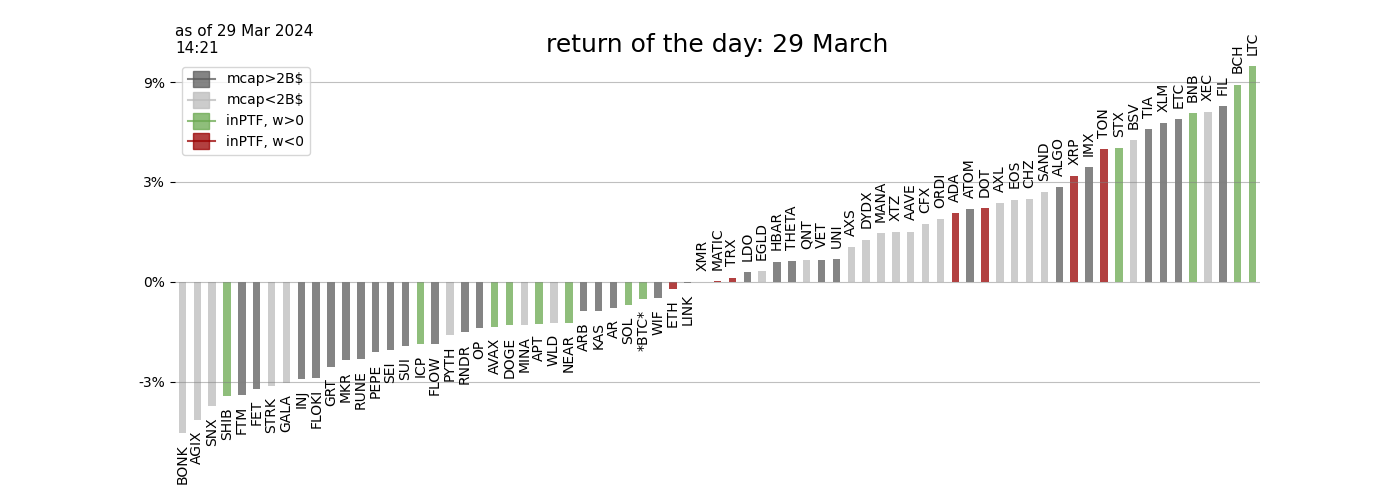 as of 29 Mar 2024
14:21
return of the day: 29 March
mcap>2B$
mcap<2B$
inPTF, w>0
inPTF, w<0
9%
3%
0%
-3%
BONK
AGIX
SNX
SHIB
FTM
FET
STRK
GALA
INJ
FLOKI
GRT
MKR
RUNE
PEPE
SEI
SUI
ICP
FLOW
PYTH
RNDR
OP
AVAX
DOGE
MINA
APT
WLD
NEAR
ARB
KAS
AR
SOL
*BTC*
WIF
ETH
LINK
XMR
MATIC
TRX
LDO
EGLD
HBAR
THETA
QNT
VET
UNI
AXS
DYDX
MANA
XTZ
AAVE
CFX
ORDI
ADA
ATOM
DOT
AXL
EOS
CHZ
SAND
ALGO
XRP
IMX
TON
STX
BSV
TIA
XLM
ETC
BNB
XEC
FIL
BCH
LTC